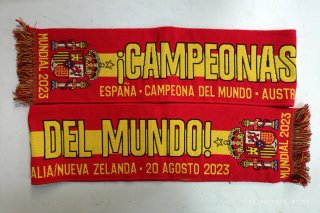 MUNDIAL 2023
¡CAMPEONAS
ESPAÑA · CAMPEONA DEL MUNDO · AUSTR
DEL MUNDO!
ALIA/NUEVA ZELANDA · 20 AGOSTO 2023
MUNDIAL 2023